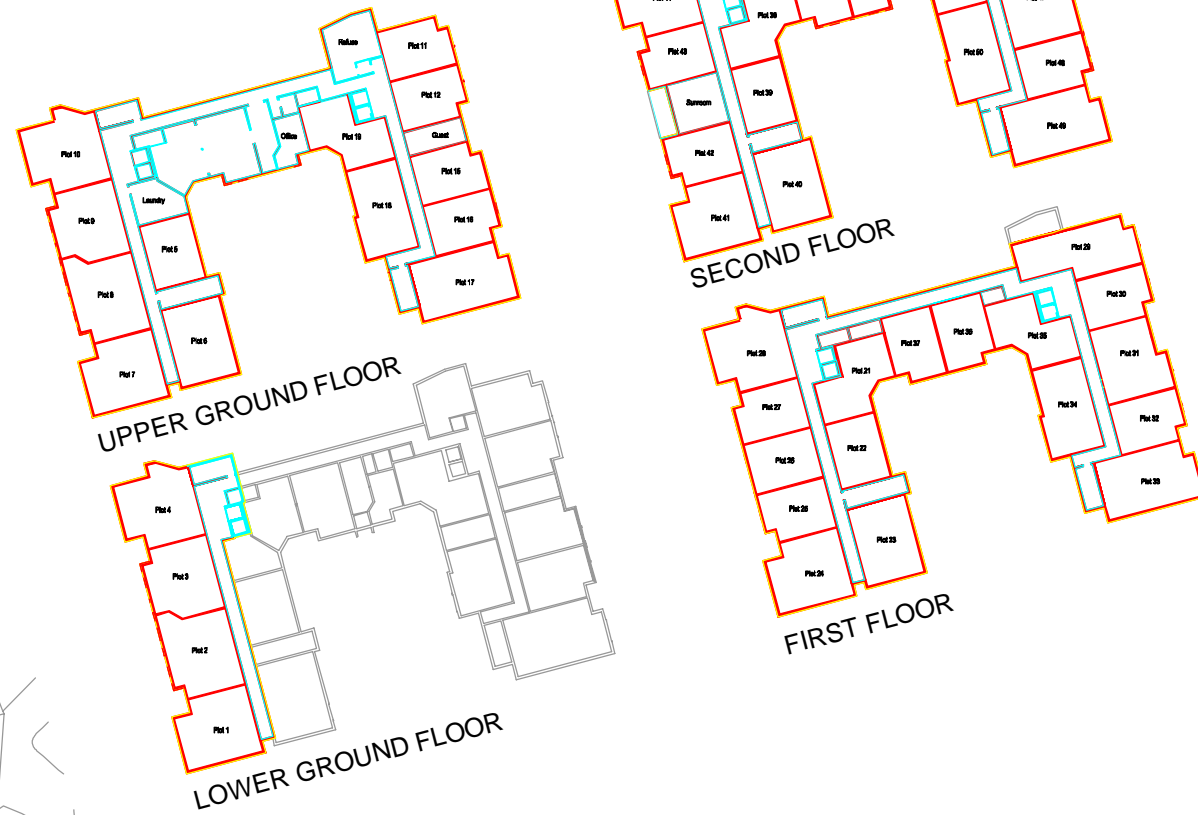 Refuse
Plot 11
Plot 12
Guest
Plot 15
Plot 16
Plot 17
Plot 10
Office
Plot 19
Plot 9
Laundry
Plot 18
Plot 5
Plot 8
Plot 6
Plot 7
UPPER GROUND FLOOR
Plot 43
Plot 38
Sunroom
Plot 39
Plot 42
Plot 40
Plot 41
Plot 50
Plot 48
Plot 49
SECOND FLOOR
Plot 4
Plot 3
Plot 2
Plot 1
LOWER GROUND FLOOR
Plot 29
Plot 30
Plot 31
Plot 32
Plot 33
Plot 28
Plot 37
Plot 36
Plot 35
Plot 21
Plot 27
Plot 34
Plot 26
Plot 22
Plot 25
Plot 23
Plot 24
FIRST FLOOR